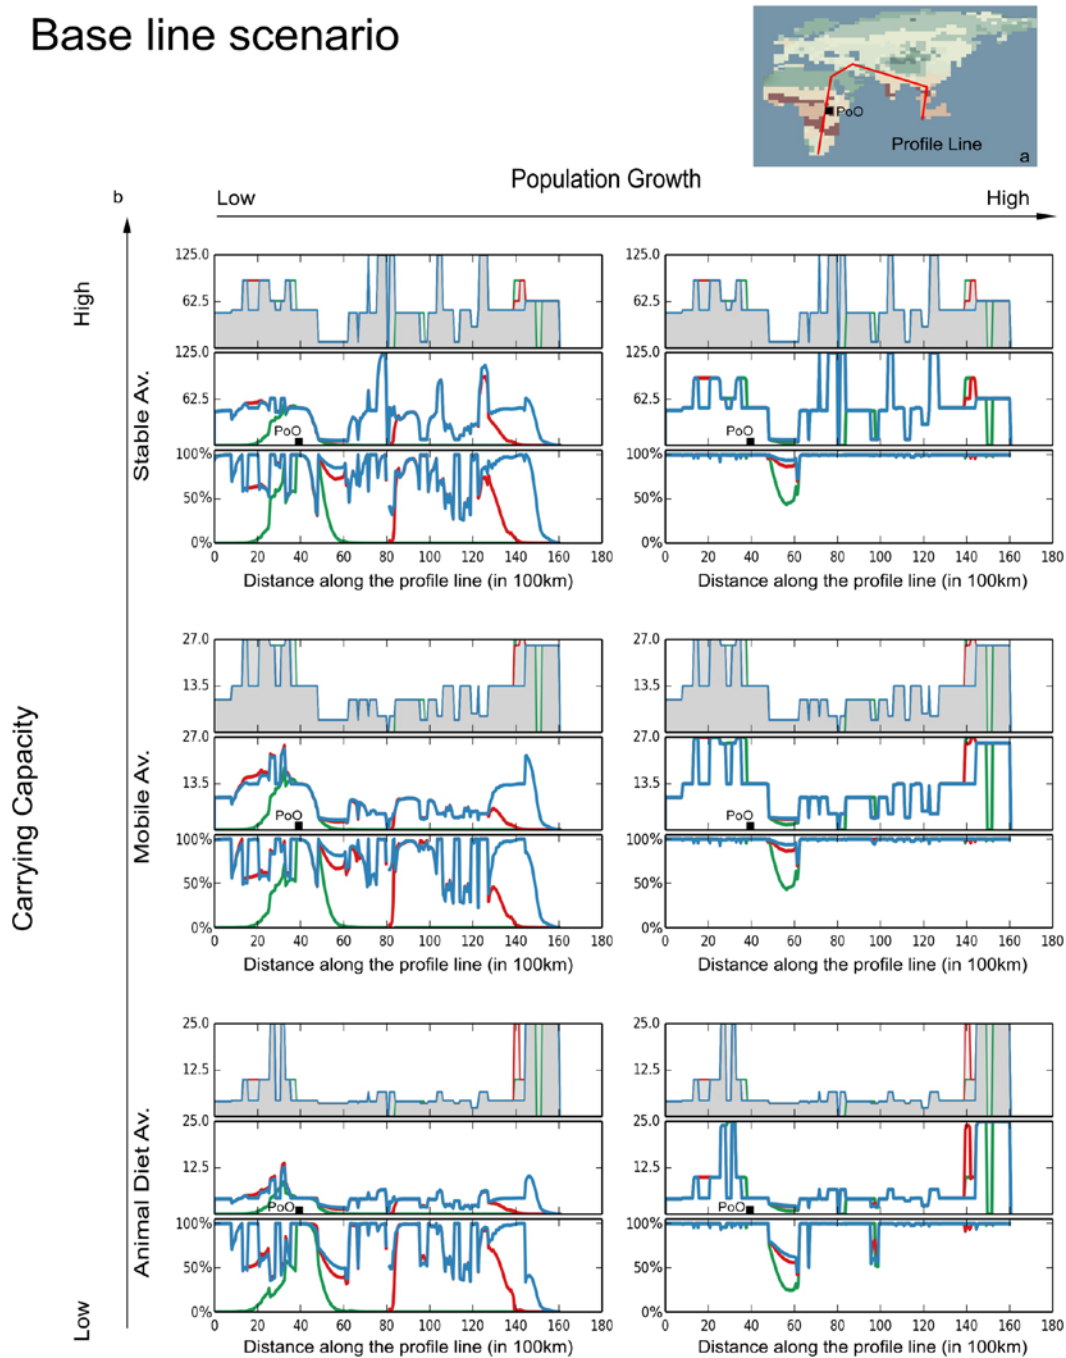 Base line scenario
PoO
Profile Line
a
b
Population Growth
Low
High
Carrying Capacity
High
Low
Stable Av.
125.0
62.5
125.0
62.5
PoO
100%
50%
0%
0 20 40 60 80 100 120 140 160 180
Distance along the profile line (in 100km)
125.0
62.5
125.0
62.5
PoO
100%
50%
0%
0 20 40 60 80 100 120 140 160 180
Distance along the profile line (in 100km)
Mobile Av.
27.0
13.5
27.0
13.5
PoO
100%
50%
0%
0 20 40 60 80 100 120 140 160 180
Distance along the profile line (in 100km)
27.0
13.5
27.0
13.5
PoO
100%
50%
0%
0 20 40 60 80 100 120 140 160 180
Distance along the profile line (in 100km)
Animal Diet Av.
25.0
12.5
25.0
12.5
PoO
100%
50%
0%
0 20 40 60 80 100 120 140 160 180
Distance along the profile line (in 100km)
25.0
12.5
25.0
12.5
PoO
100%
50%
0%
0 20 40 60 80 100 120 140 160 180
Distance along the profile line (in 100km)